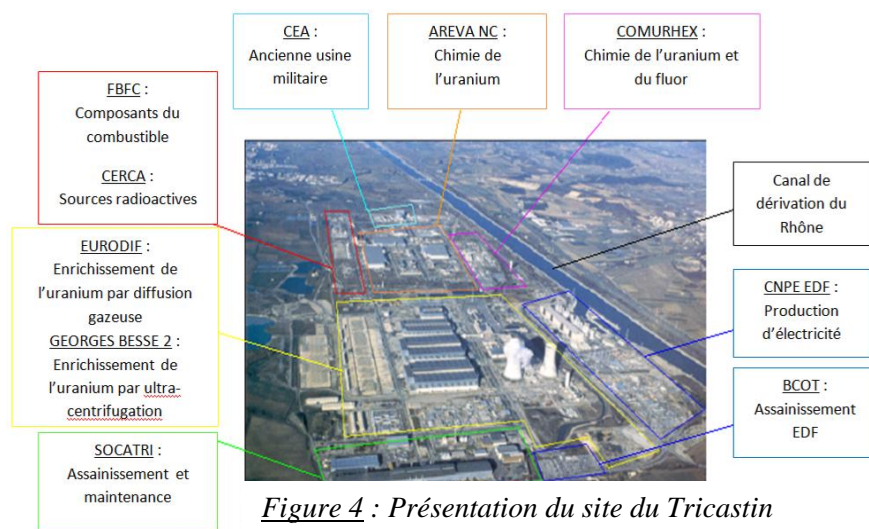 CEA :
Ancienne usine
militaire
AREVA NC :
Chimie de
l’uranium
COMURHEX :
Chimie de l’uranium et
du fluor
FBFC :
Composants du
combustible
CERCA :
Sources radioactives
EURODIF :
Enrichissement de
l’uranium par diffusion
gazeuse
GEORGES BESSE 2 :
Enrichissement de
l’uranium par ultra-
centrifugation
SOCATRI :
Assainissement et
maintenance
Canal de
dérivation du
Rhône
CNPE EDF :
Production
d’électricité
BCOT :
Assainissement
EDF
Figure 4 : Présentation du site du Tricastin